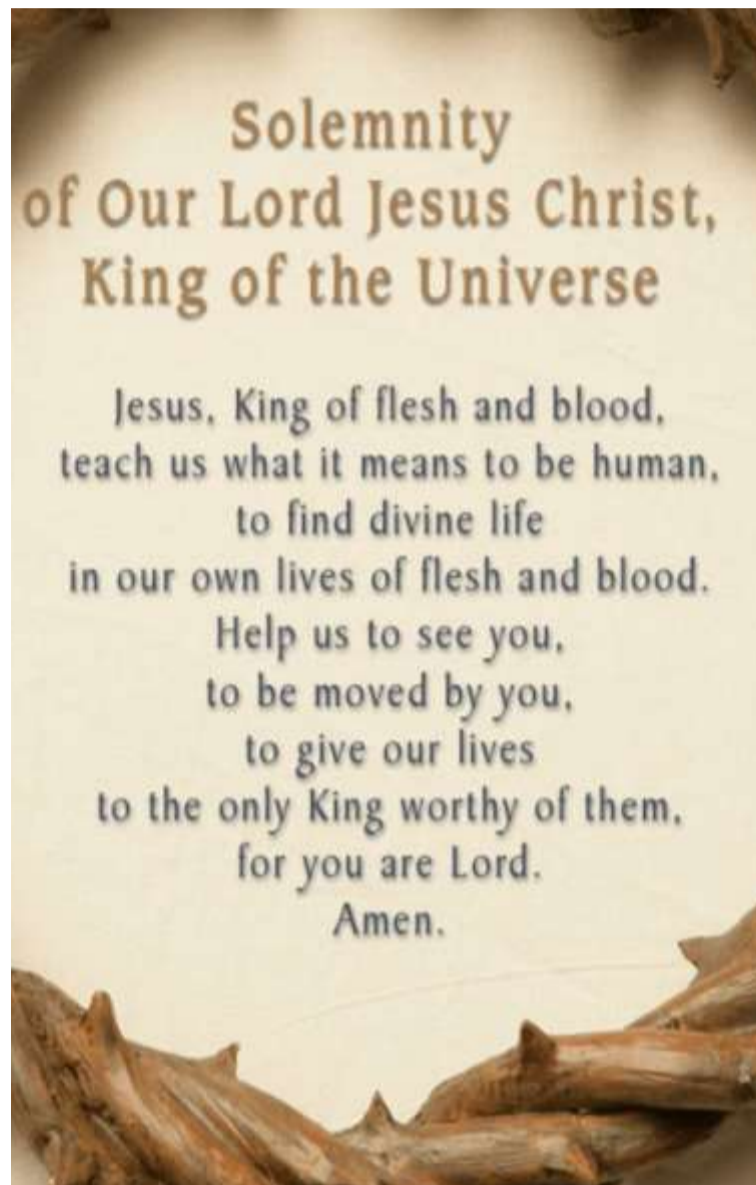 Solemnity
of Our Lord Jesus Christ,
King of the Universe
Jesus, King of flesh and blood,
teach us what it means to be human,
to find divine life
in our own lives of flesh and blood.
Help us to see you,
to be moved by you,
to give our lives
to the only King worthy of them,
for you are Lord.
Amen.